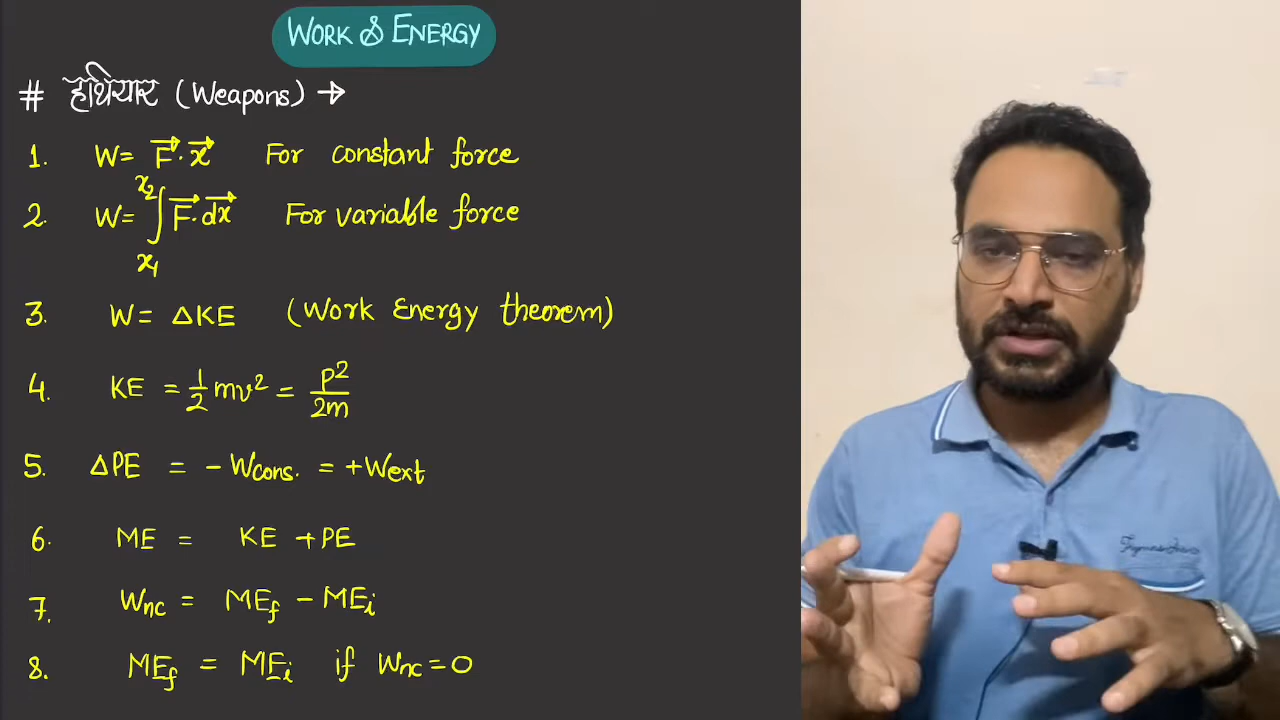 WORK & ENERGY
# हथियार (Weapons) →
1. W = F⃗ · x⃗ For constant force
2. W = ∫ₓ₁ˣ² F⃗ · dx⃗ For variable force
3. W = ΔKE (Work Energy theorem)
4. KE = 1/2 mv² = P²/2m
5. ΔPE = - Wcons. = + Wext
6. ME = KE + PE
7. Wnc = MEf - MEi
8. MEf = MEi if Wnc = 0